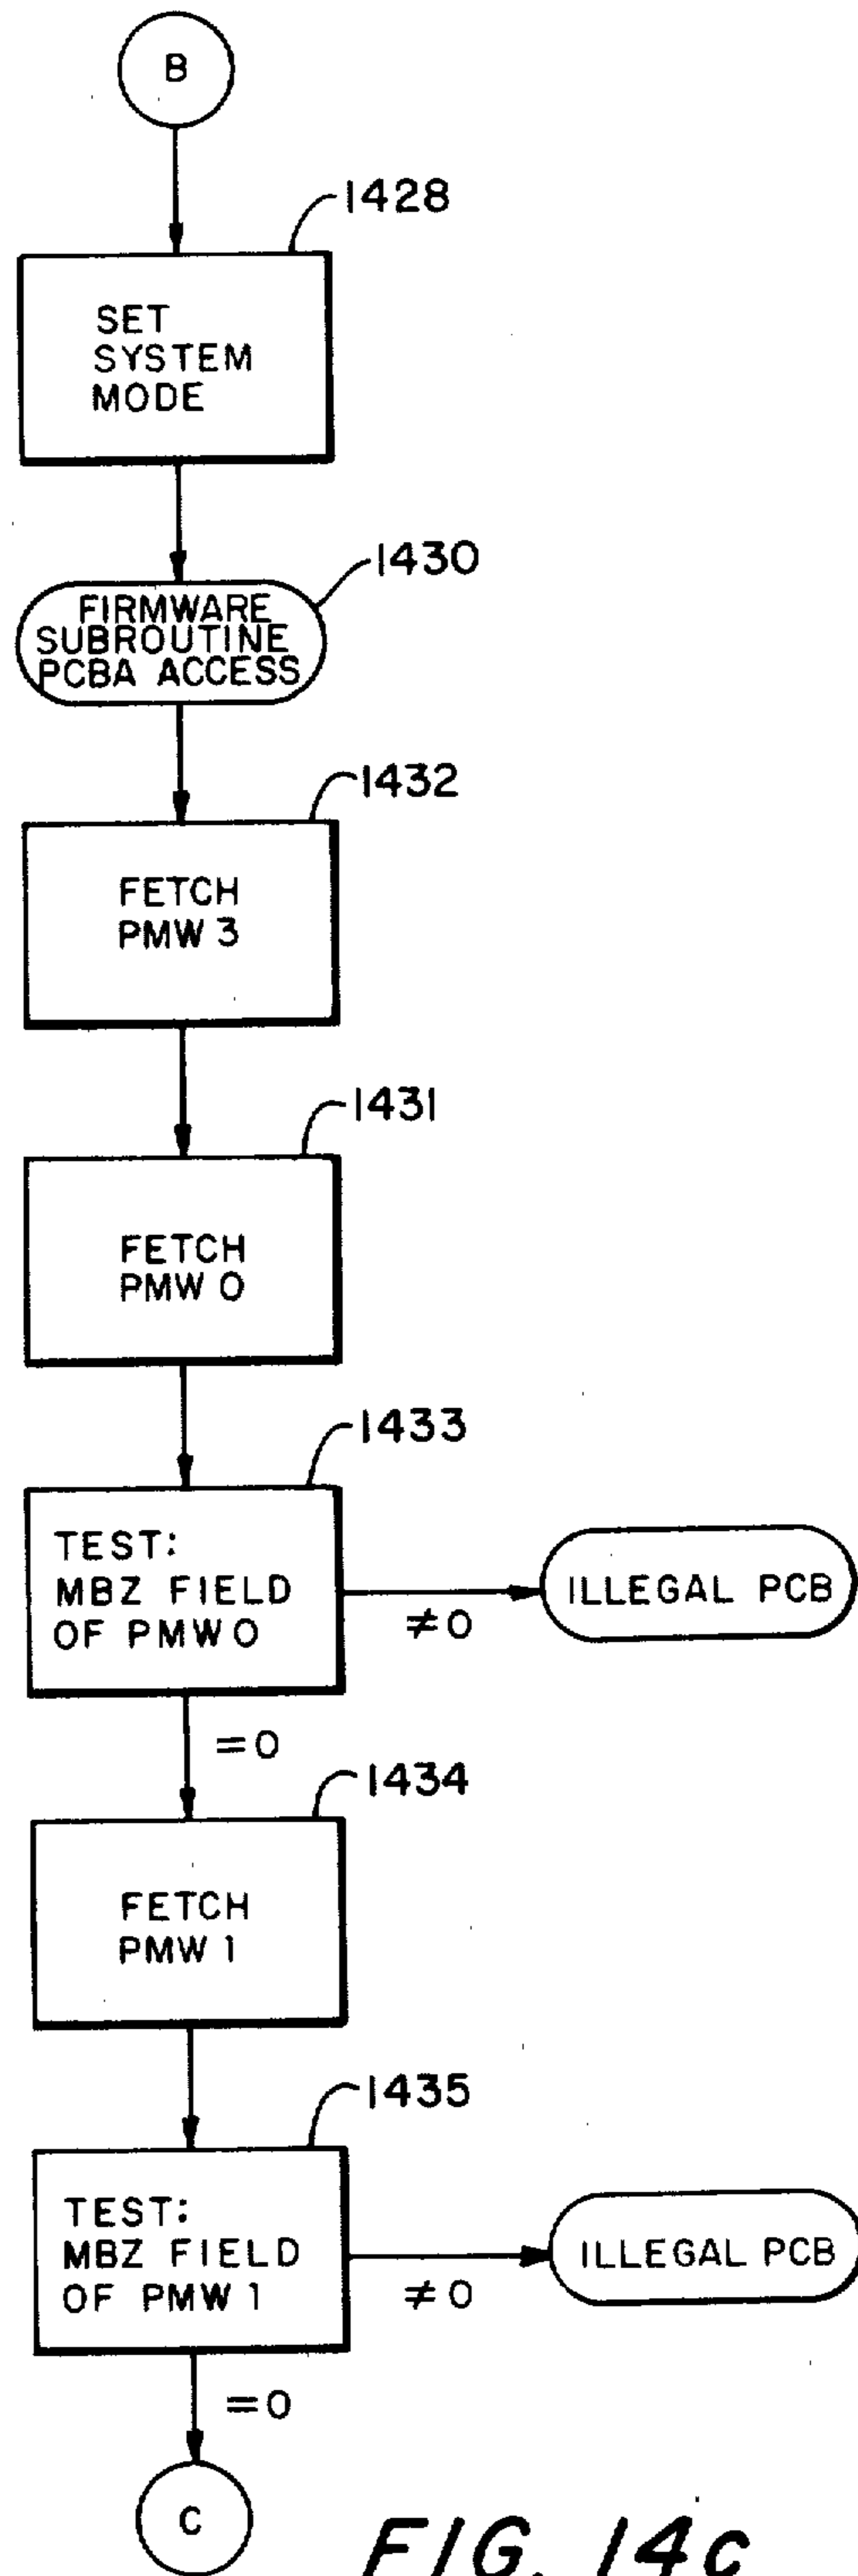 B
1428
SET
SYSTEM
MODE
1430
FIRMWARE
SUBROUTINE
PCBA ACCESS
1432
FETCH
PMW 3
1431
FETCH
PMW 0
1433
TEST:
MBZ FIELD
OF PMW 0
≠0
ILLEGAL PCB
=0
1434
FETCH
PMW 1
1435
TEST:
MBZ FIELD
OF PMW 1
≠0
ILLEGAL PCB
=0
C
FIG. 14c